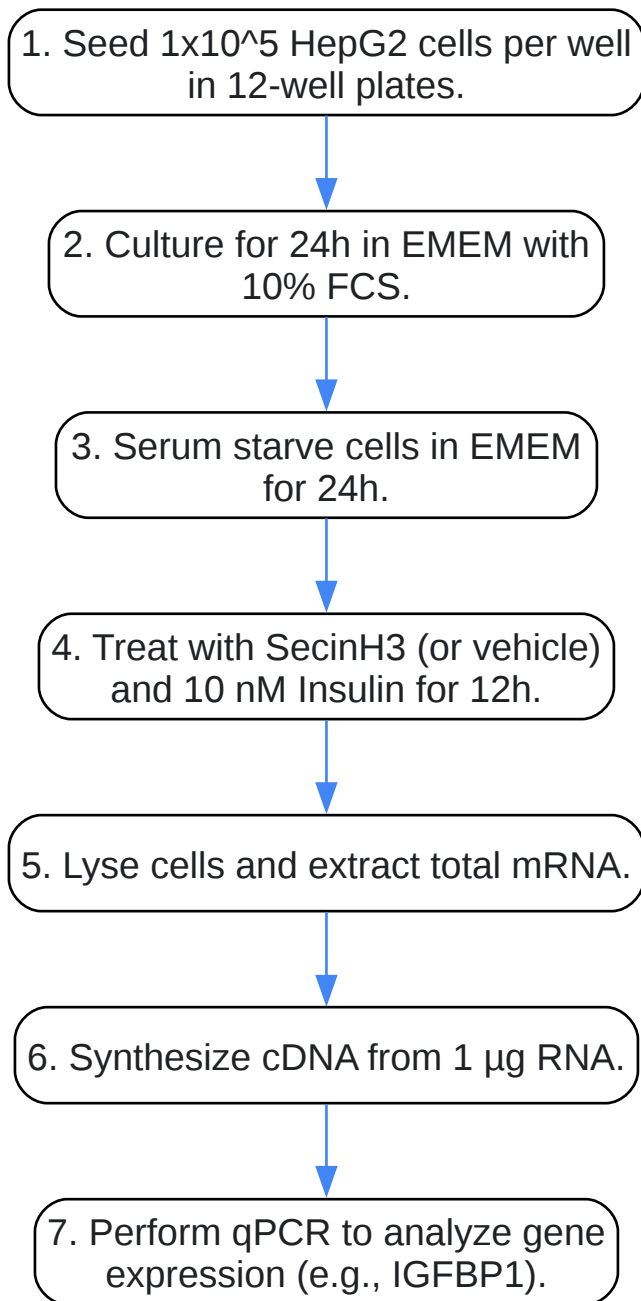 1. Seed 1x10^5 HepG2 cells per well
in 12-well plates.
2. Culture for 24h in EMEM with
10% FCS.
3. Serum starve cells in EMEM
for 24h.
4. Treat with SecinH3 (or vehicle)
and 10 nM Insulin for 12h.
5. Lyse cells and extract total mRNA.
6. Synthesize cDNA from 1 µg RNA.
7. Perform qPCR to analyze gene
expression (e.g., IGFBP1).